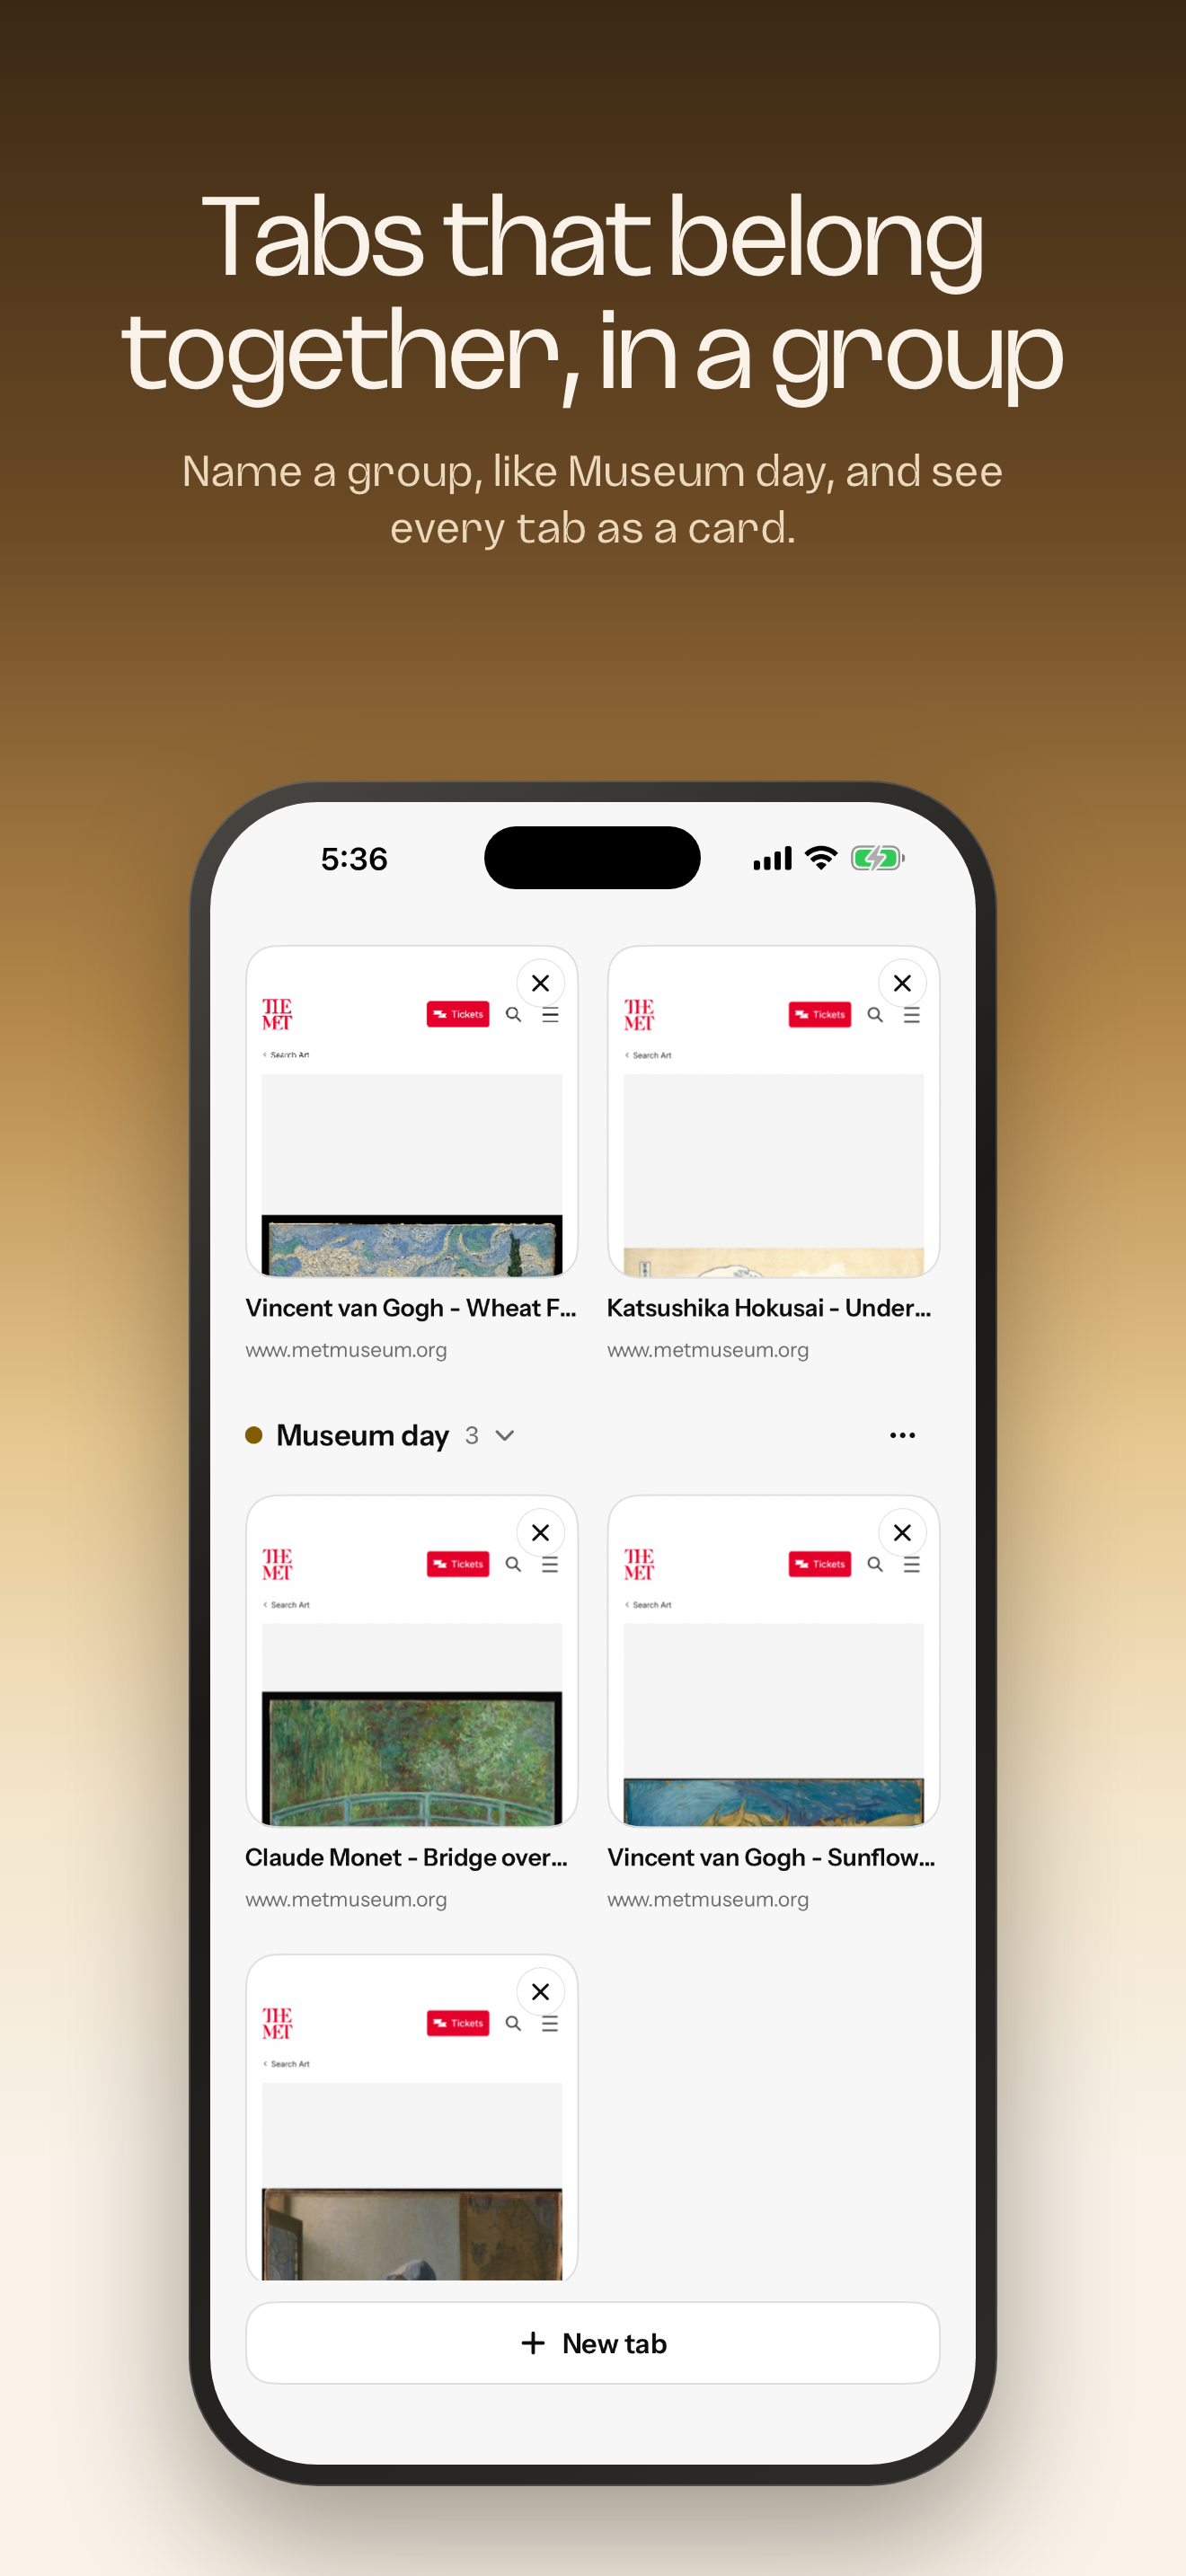 Tabs that belong
together, in a group
Name a group, like Museum day, and see
every tab as a card.
5:36
THE MET
Tickets
Search Art
THE MET
Tickets
Search Art
Vincent van Gogh - Wheat F...
Katsushika Hokusai - Under...
www.metmuseum.org
www.metmuseum.org
Museum day 3
THE MET
Tickets
Search Art
THE MET
Tickets
Search Art
Claude Monet - Bridge over...
Vincent van Gogh - Sunflow...
www.metmuseum.org
www.metmuseum.org
THE MET
Tickets
Search Art
New tab